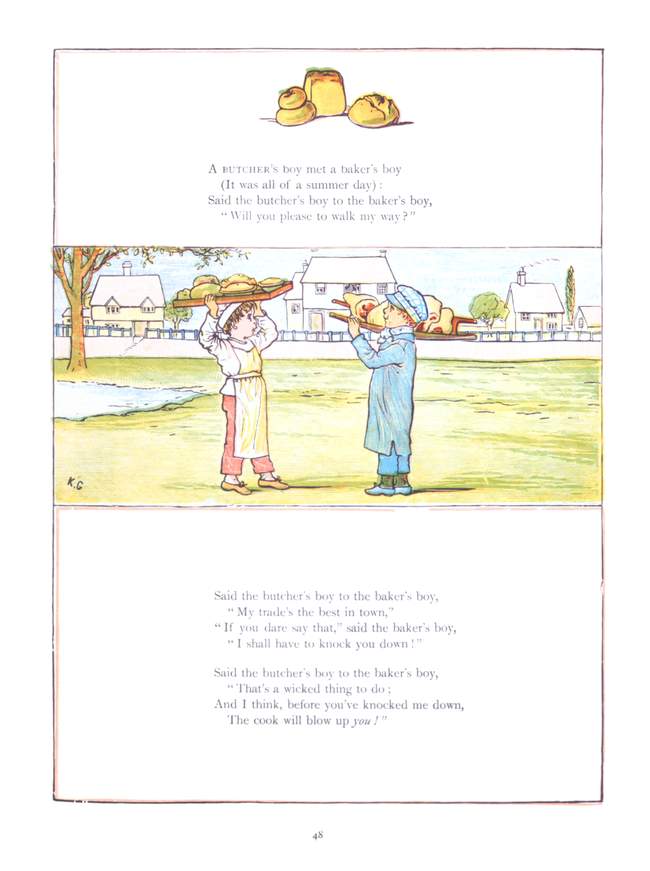 A BUTCHER'S boy met a baker's boy
(It was all of a summer day) :
Said the butcher's boy to the baker's boy,
“ Will you please to walk my way ? ”
K.G
Said the butcher's boy to the baker's boy,
“ My trade's the best in town,”
“ If you dare say that,” said the baker's boy,
“ I shall have to knock you down ! ”
Said the butcher's boy to the baker's boy,
“ That's a wicked thing to do ;
And I think, before you've knocked me down,
The cook will blow up you ! ”
48